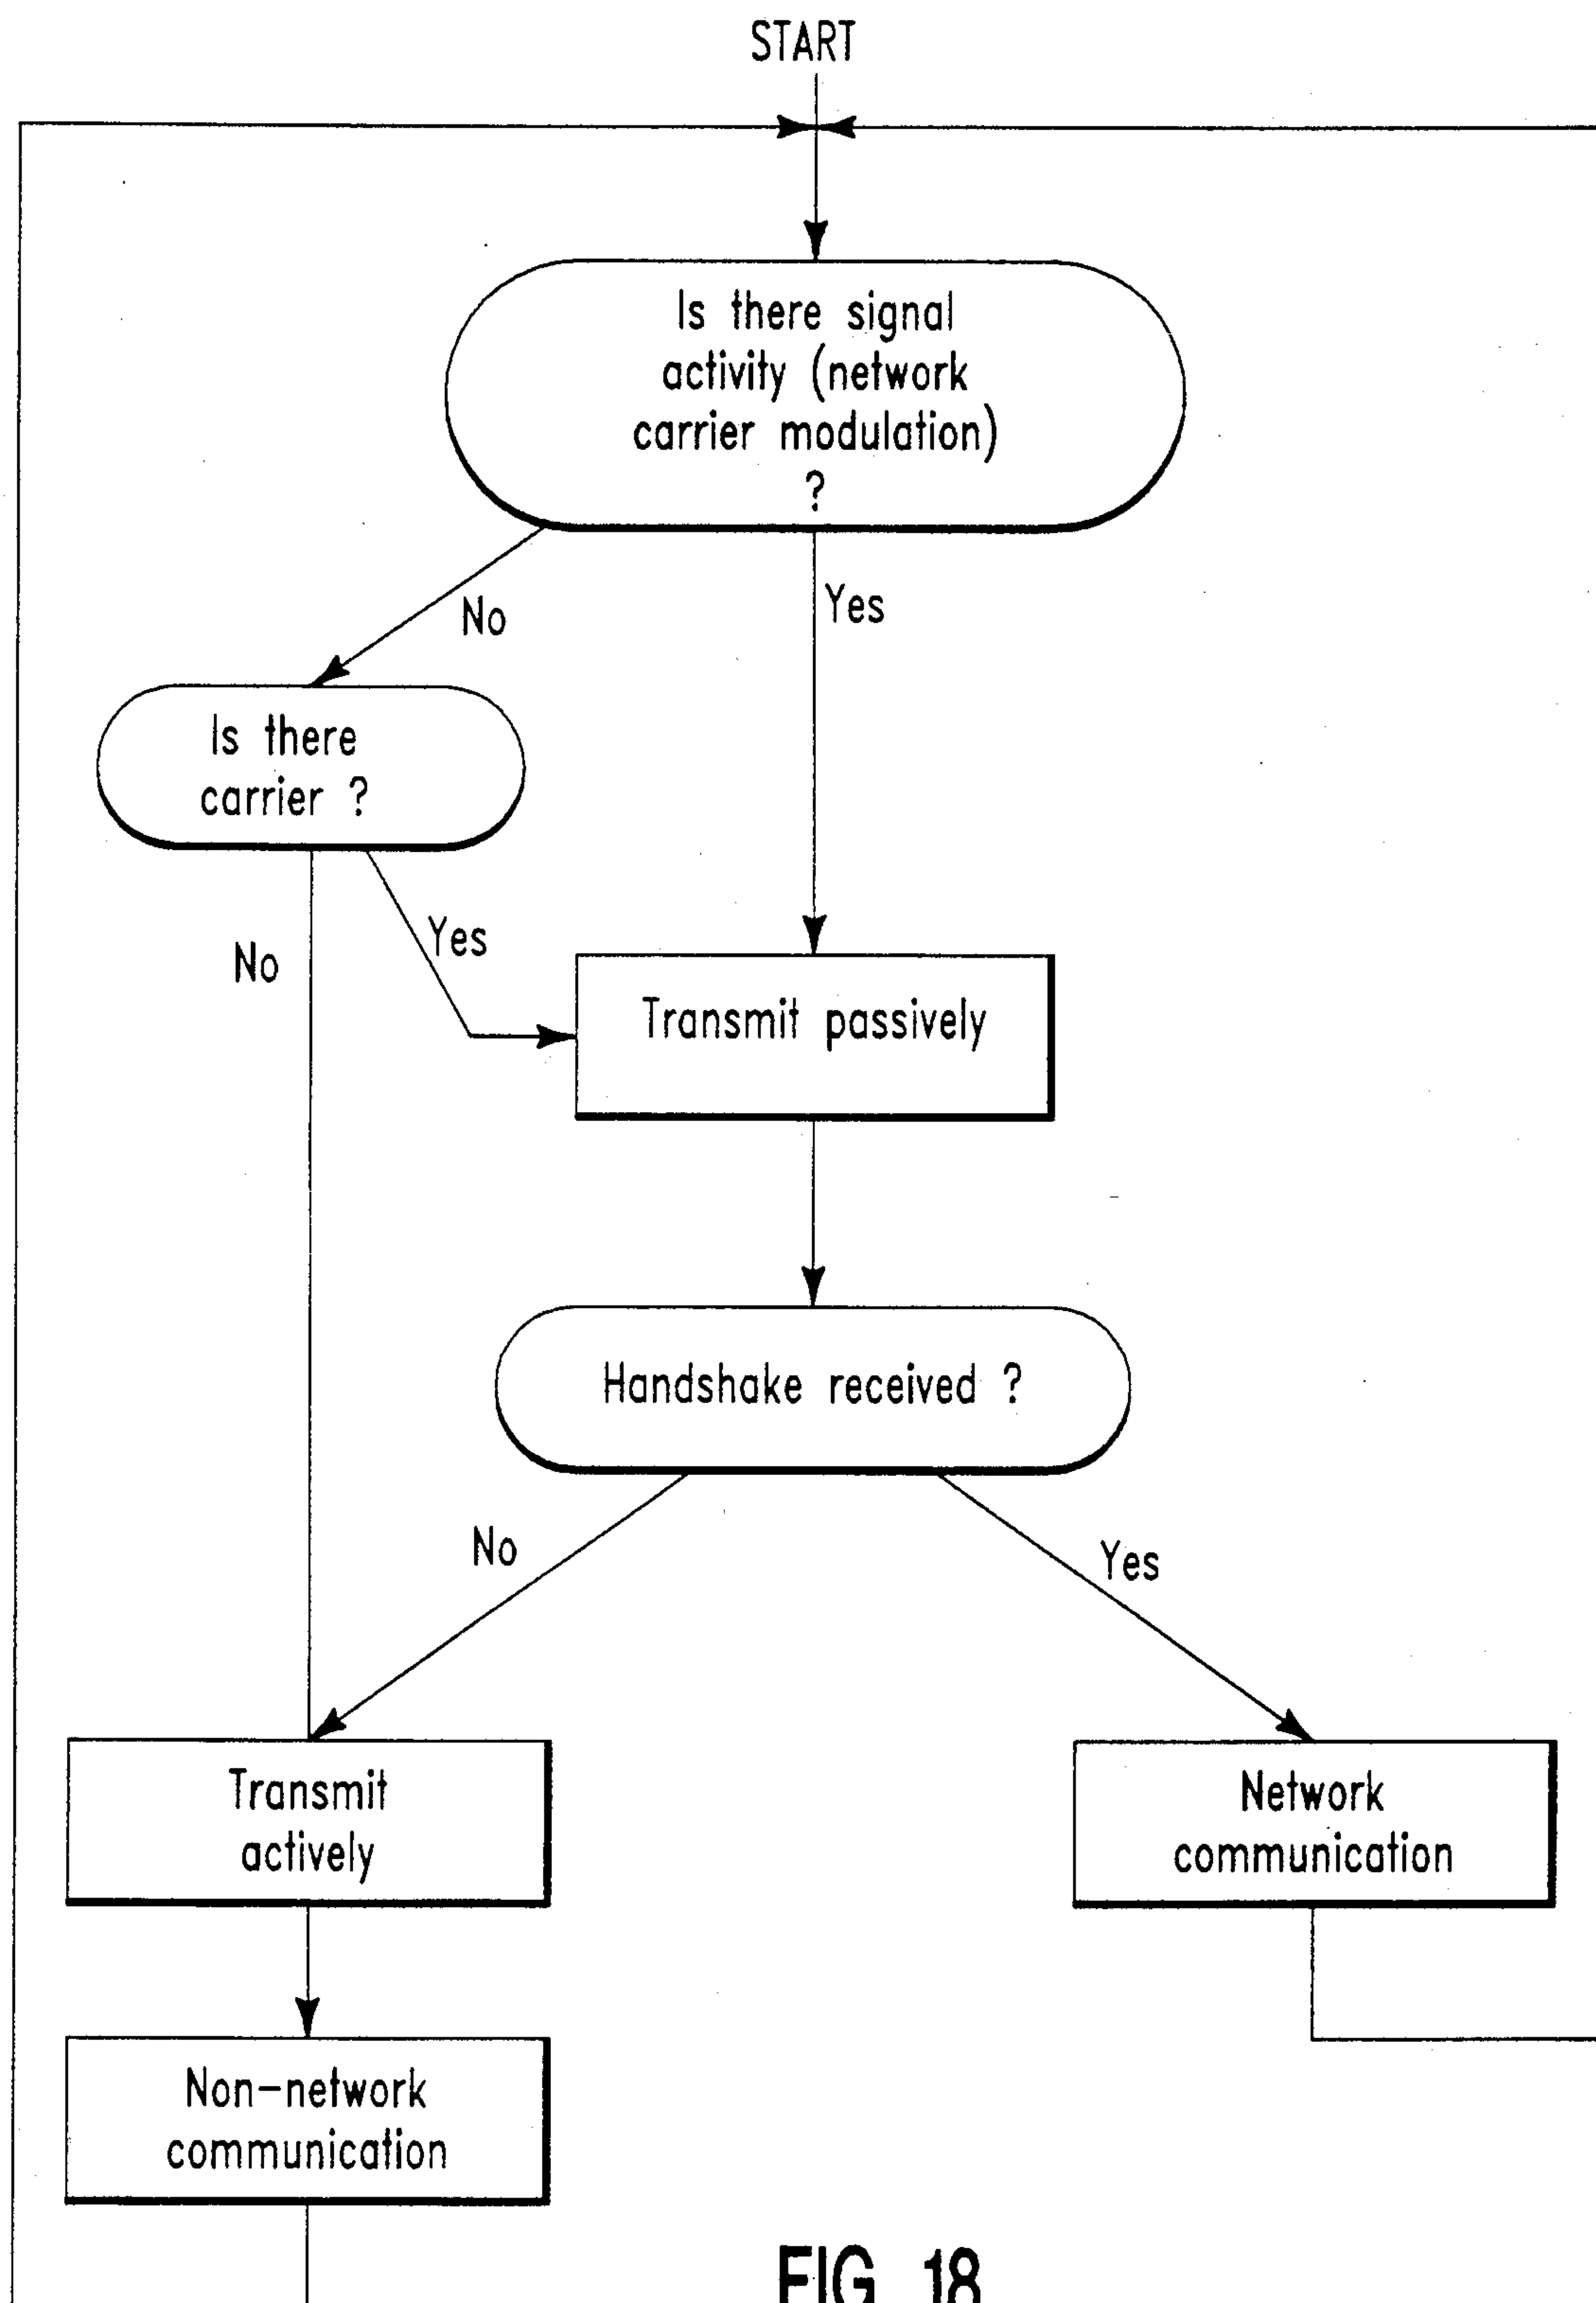 START
Is there signal
activity (network
carrier modulation)
?
No
Yes
Is there
carrier ?
Yes
No
Transmit passively
Handshake received ?
No
Yes
Transmit
actively
Network
communication
Non-network
communication
FIG 18